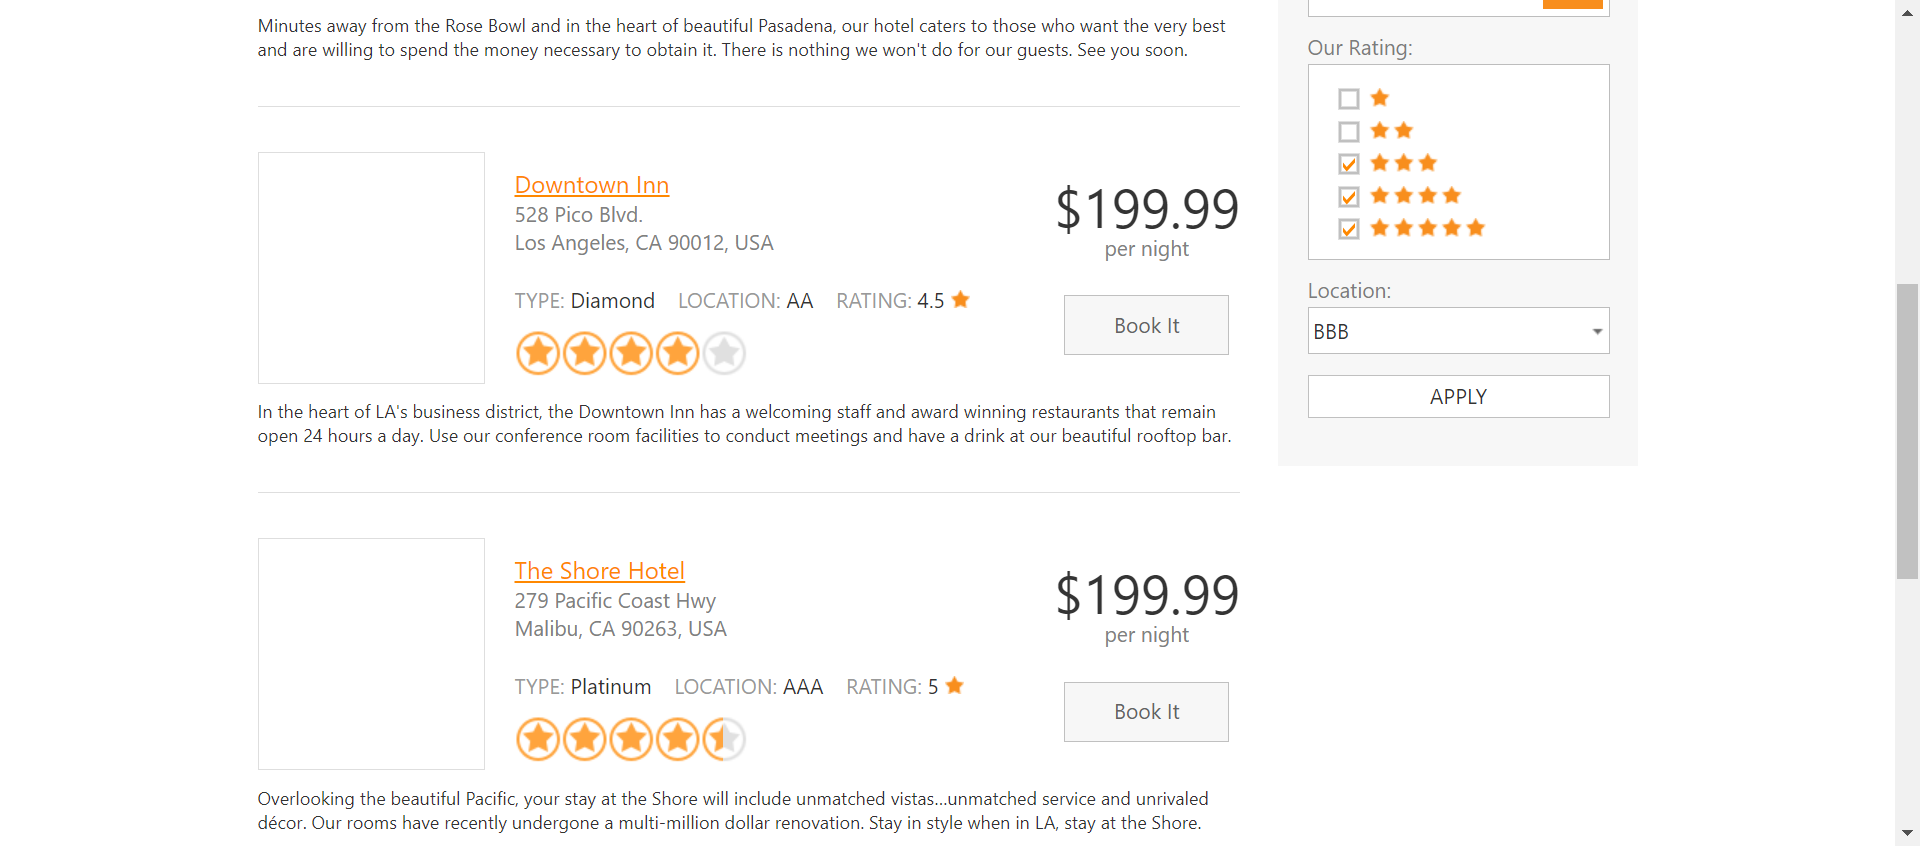 Minutes away from the Rose Bowl and in the heart of beautiful Pasadena, our hotel caters to those who want the very best
and are willing to spend the money necessary to obtain it. There is nothing we won't do for our guests. See you soon.
Downtown Inn
528 Pico Blvd.
Los Angeles, CA 90012, USA
$199.99
per night
TYPE: Diamond LOCATION: AA RATING: 4.5
Book It
In the heart of LA's business district, the Downtown Inn has a welcoming staff and award winning restaurants that remain
open 24 hours a day. Use our conference room facilities to conduct meetings and have a drink at our beautiful rooftop bar.
The Shore Hotel
279 Pacific Coast Hwy
Malibu, CA 90263, USA
$199.99
per night
TYPE: Platinum LOCATION: AAA RATING: 5
Book It
Overlooking the beautiful Pacific, your stay at the Shore will include unmatched vistas...unmatched service and unrivaled
décor. Our rooms have recently undergone a multi-million dollar renovation. Stay in style when in LA, stay at the Shore.
Our Rating:
Location:
BBB
APPLY